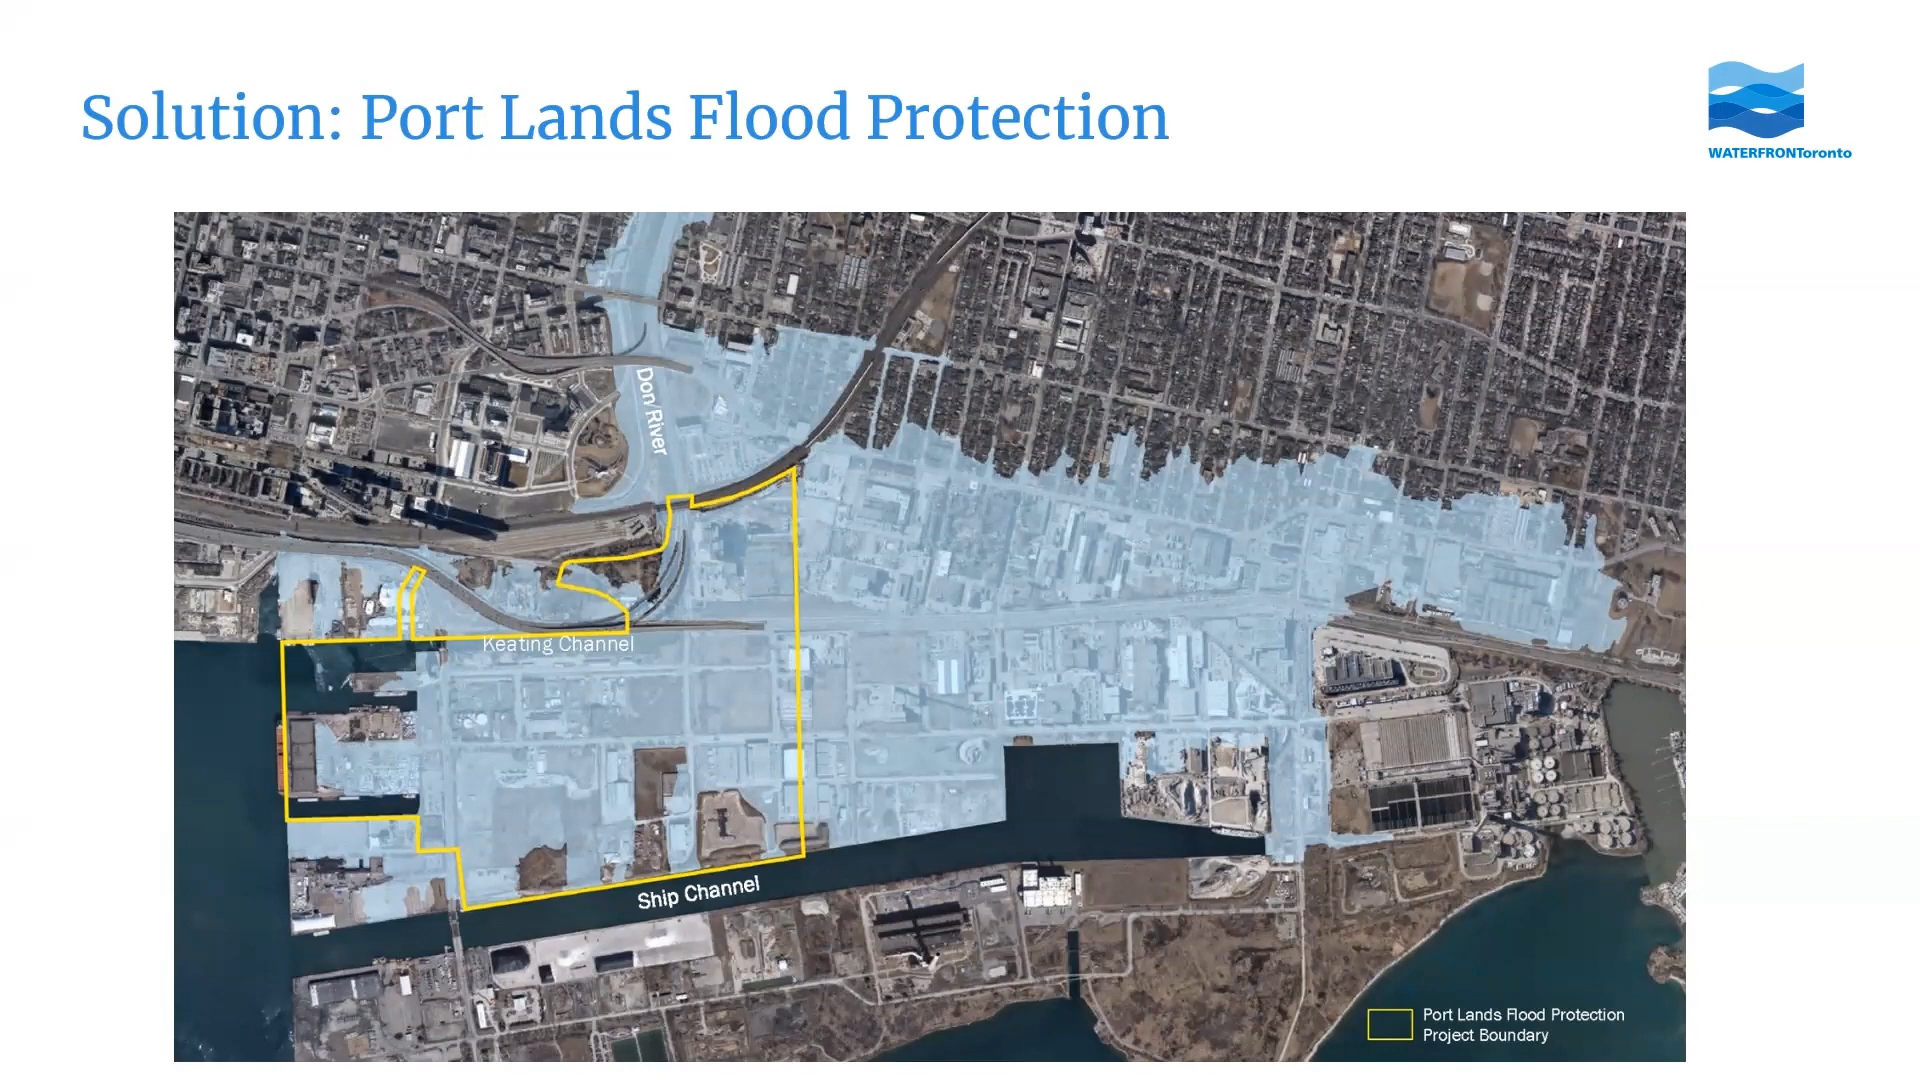 Solution: Port Lands Flood Protection
WATERFRONToronto
Don River
Keating Channel
Ship Channel
Port Lands Flood Protection
Project Boundary